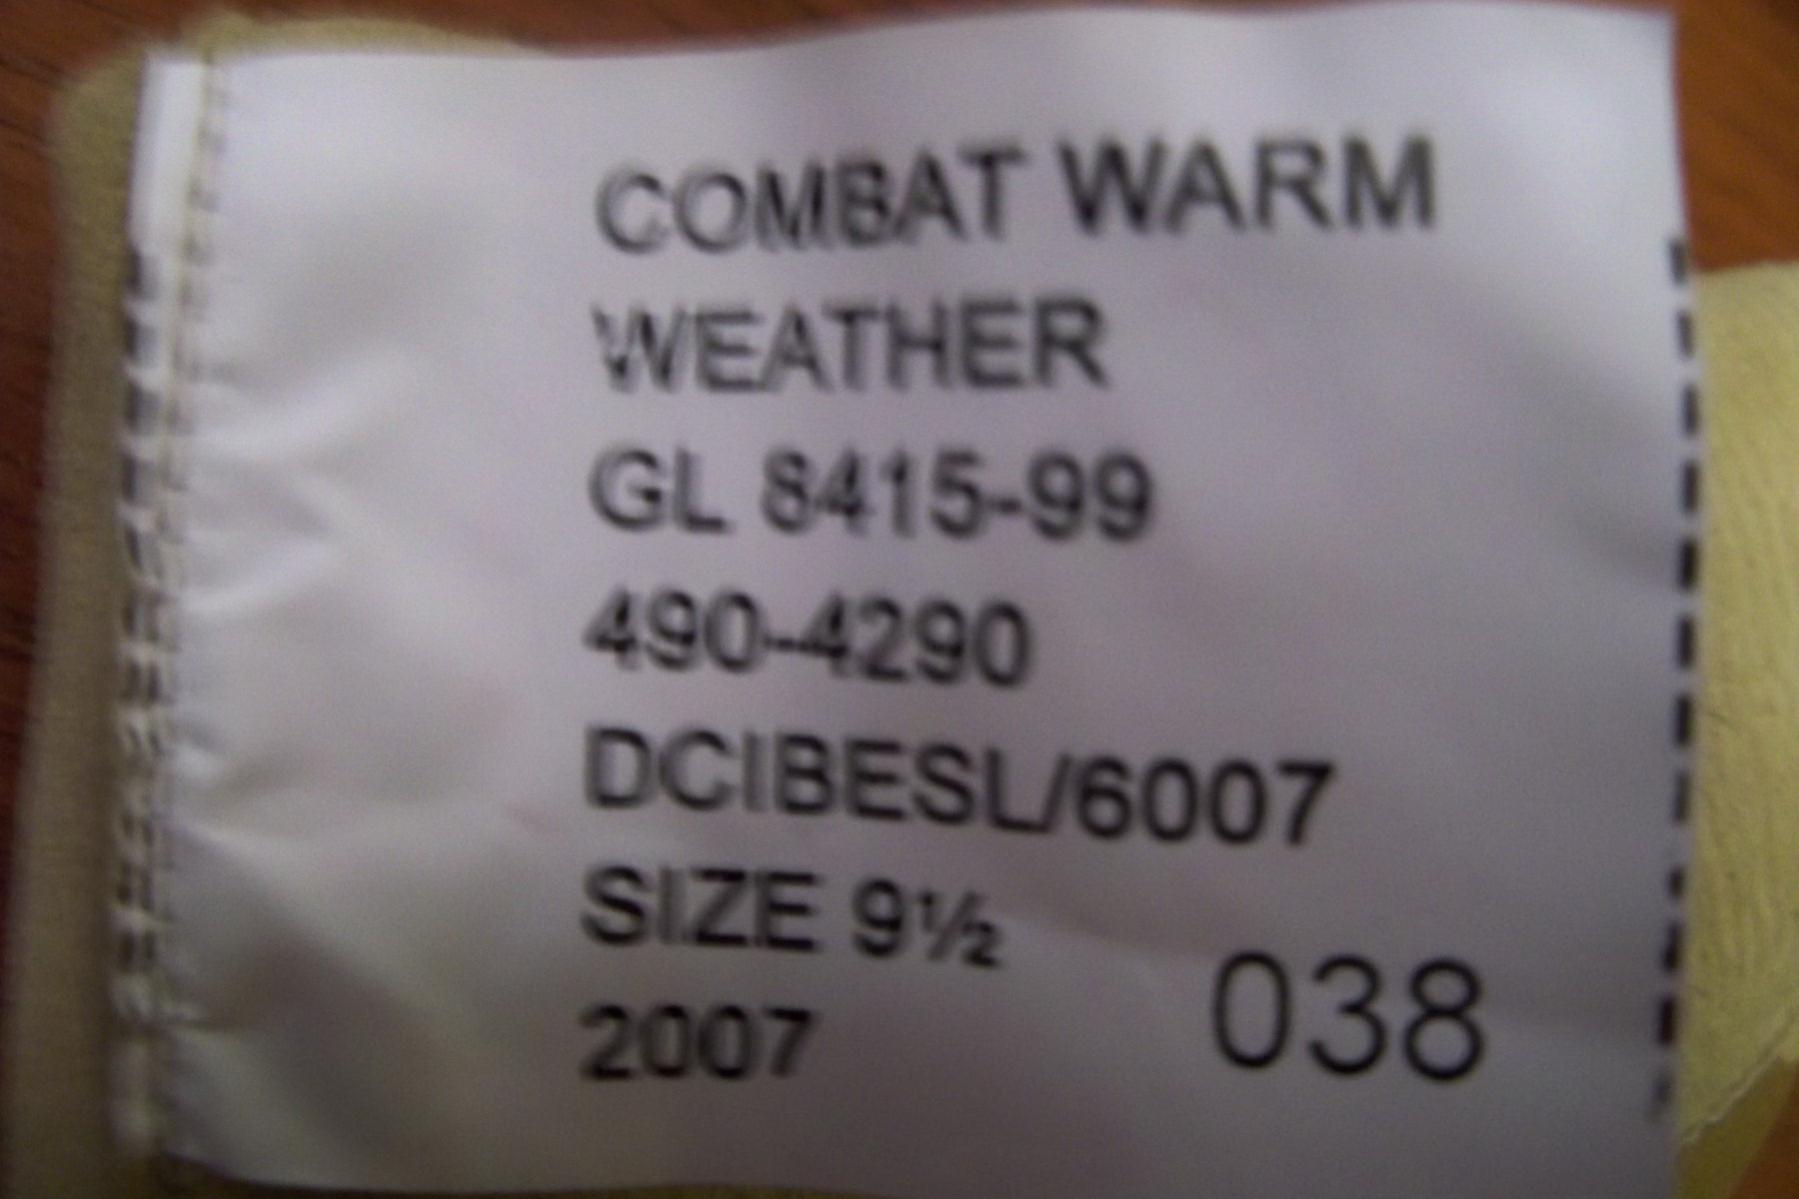 COMBAT WARM
WEATHER
GL 8415-99
490-4290
DCIBESL/6007
SIZE 9½
2007 038